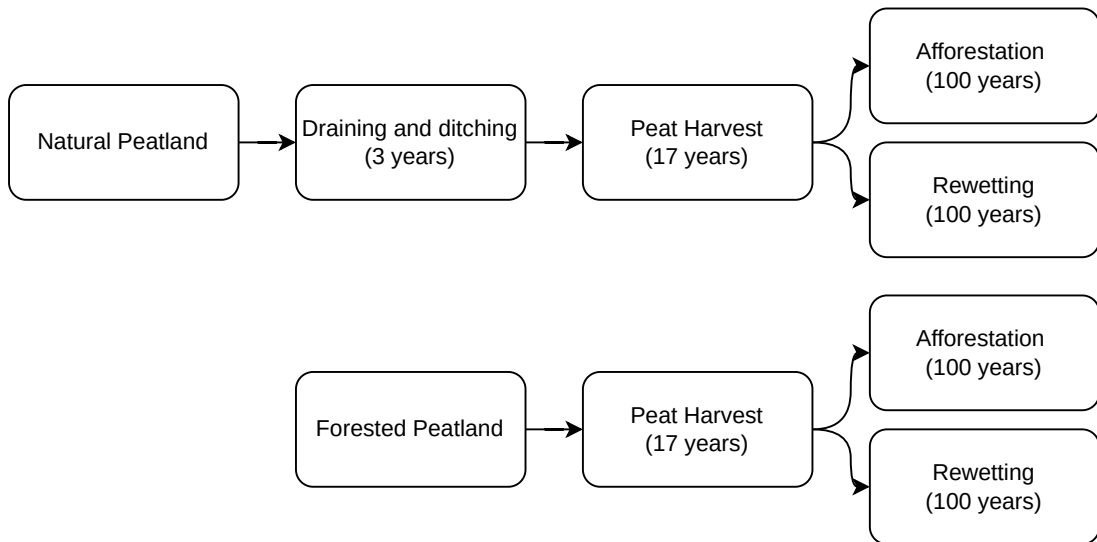 Afforestation
(100 years)
Natural Peatland
Draining and ditching
(3 years)
Peat Harvest
(17 years)
Rewetting
(100 years)
Afforestation
(100 years)
Forested Peatland
Peat Harvest
(17 years)
Rewetting
(100 years)